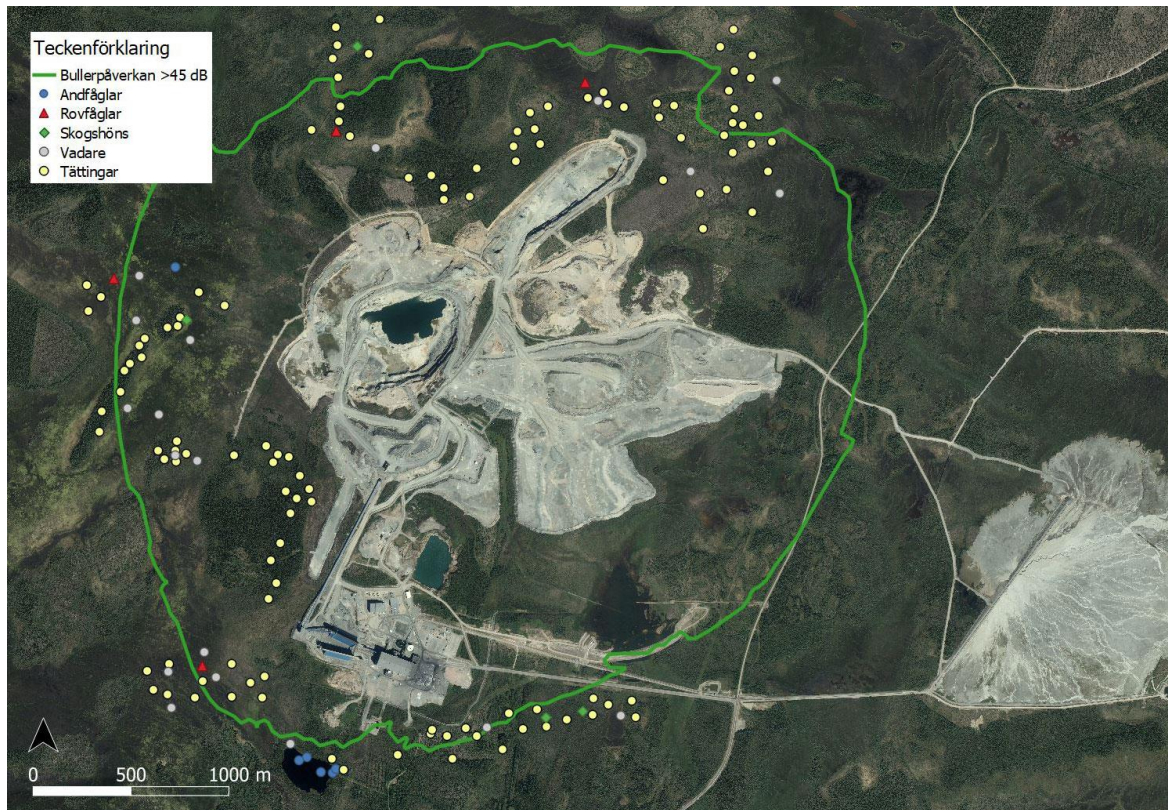 Teckenförklaring
Bullerpåverkan >45 dB
Andfåglar
Rovfåglar
Skogshöns
Vadare
Tättingar
0 500 1000 m